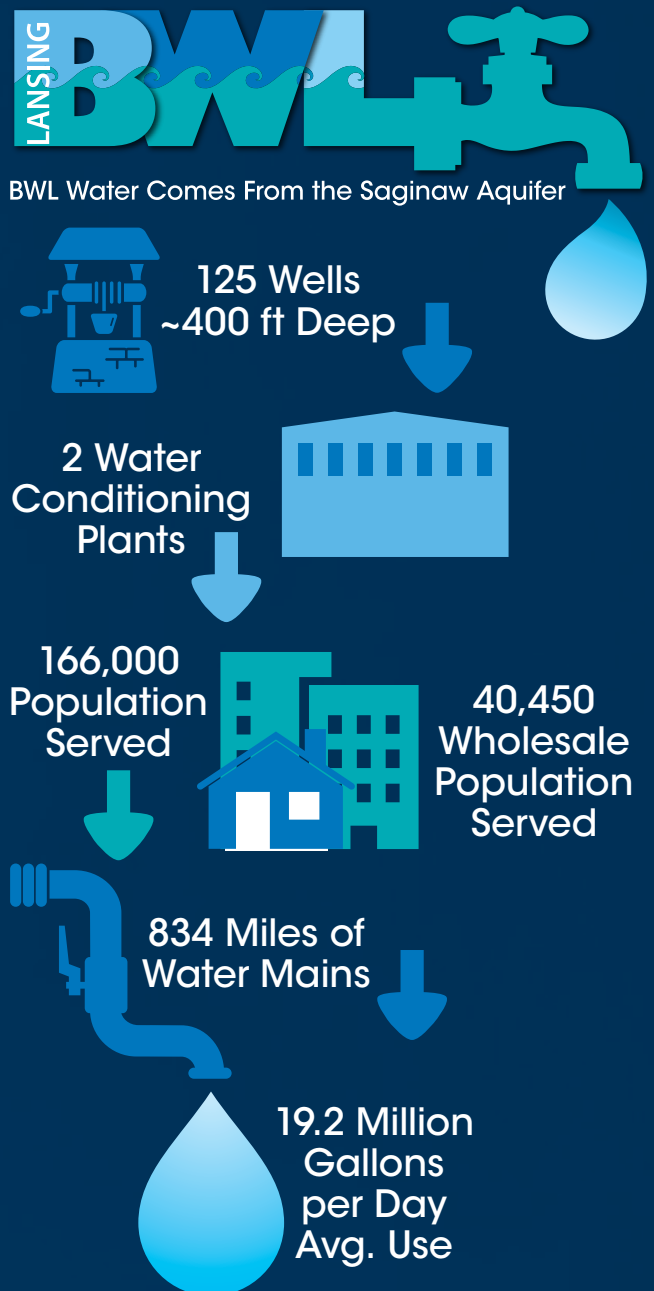 LANSING
BWL
BWL Water Comes From the Saginaw Aquifer
125 Wells
~400 ft Deep
2 Water
Conditioning
Plants
166,000
Population
Served
40,450
Wholesale
Population
Served
834 Miles of
Water Mains
19.2 Million
Gallons
per Day
Avg. Use